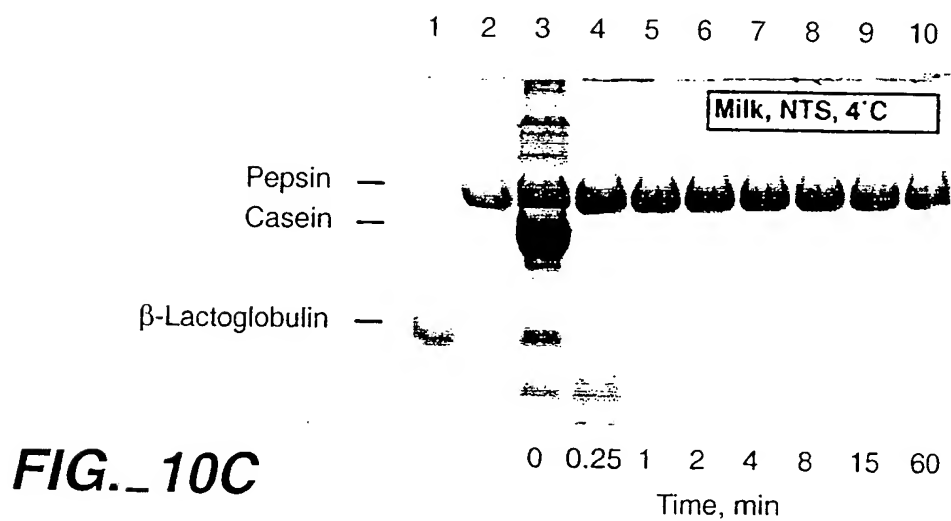 1 2 3 4 5 6 7 8 9 10
Milk, NTS, 4°C
Pepsin
Casein
β-Lactoglobulin
0 0.25 1 2 4 8 15 60
Time, min
FIG._10C